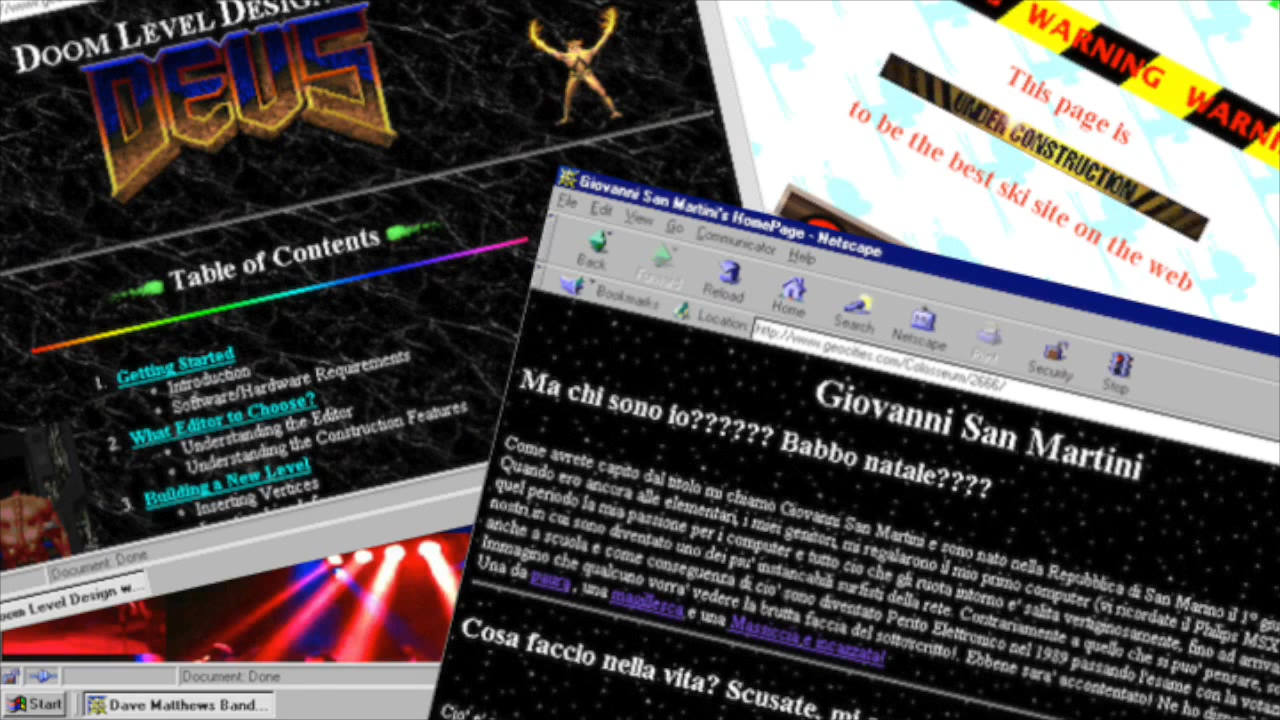 DOOM LEVEL DESIGN
DEUS
Table of Contents
1. Getting Started
Introduction
Software/Hardware Requirements
2. What Editor to Choose?
Understanding the Editor
Understanding the Construction Features
3. Building a New Level
Inserting Vertices
Document: Done
Level Design w...
WARNING WARN
This page is
UNDER CONSTRUCTION
to be the best ski site on the web
Giovanni San Martini's HomePage - Netscape
File Edit View Go Communicator Help
Back Forward Reload Home Search Netscape Print Security Stop
Bookmarks Location: http://www.geocities.com/Colosseum/2666/
Giovanni San Martini
Ma chi sono io?????? Babbo natale????
Come avrete capito dal titolo mi chiamo Giovanni San Martini e sono nato nella Repubblica di San Marino il 1°
Quando ero ancora alle elementari, i miei genitori, mi regalarono il mio primo computer (vi ricordate il Philips MSX
quel periodo la mia passione per i computer e tutto cio che gli ruota intorno e' salita vertiginosamente, fino ad
nostri in cui sono diventato uno dei piu' instancabili surfisti della rete. Contrariamente a quello che si puo' pensare,
anche a scuola e come conseguenza di cio' sono diventato Perito Elettronico nel 1989 passando l'esame con la
Immagino che qualcuno vorra' vedere la brutta faccia del sottoscritto!. Ebbene sara' accontentato! Ne ho
Una da paura, una e una
Cosa faccio nella vita? Scusate,
Document: Done
Start Dave Matthews Band...